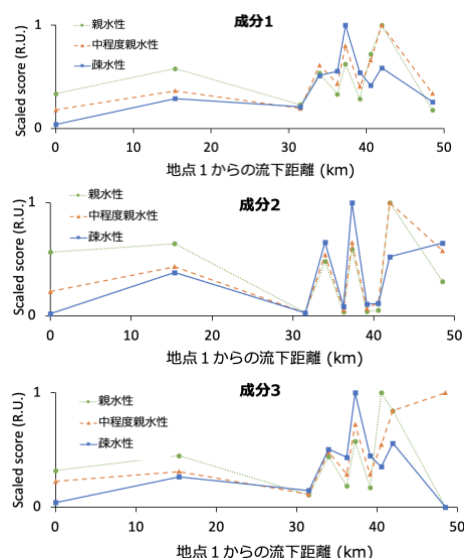 成分1
親水性
中程度親水性
疎水性
Scaled score (R.U.)
1
0
0 10 20 30 40 50
地点１からの流下距離 (km)
成分2
親水性
中程度親水性
疎水性
Scaled score (R.U.)
1
0
0 10 20 30 40 50
地点１からの流下距離 (km)
成分3
親水性
中程度親水性
疎水性
Scaled score (R.U.)
1
0
0 10 20 30 40 50
地点１からの流下距離 (km)